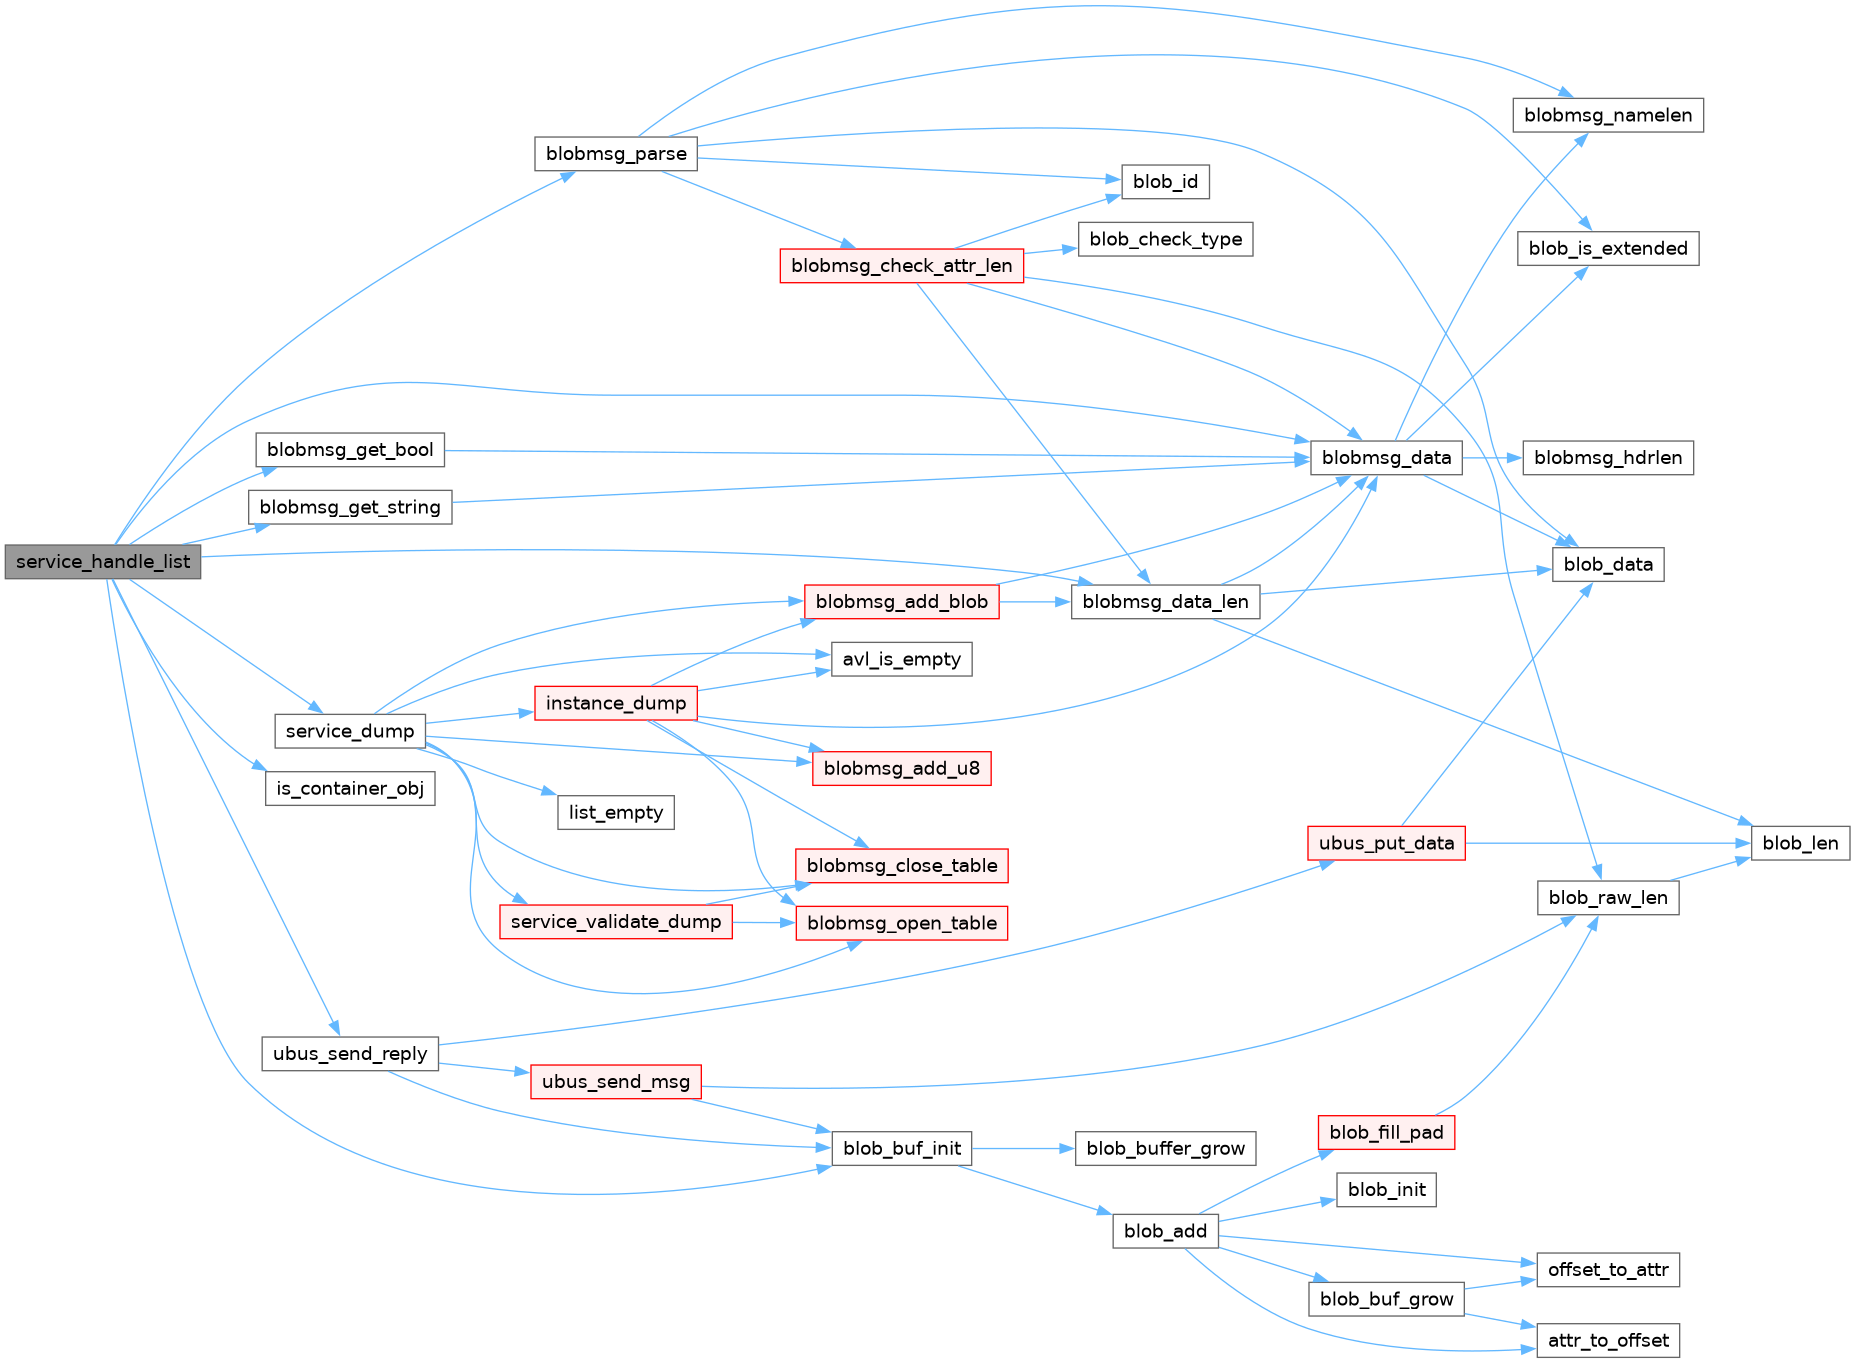 service_handle_list
blobmsg_parse
blobmsg_get_bool
blobmsg_get_string
service_dump
is_container_obj
ubus_send_reply
instance_dump
list_empty
service_validate_dump
ubus_send_msg
blobmsg_check_attr_len
blobmsg_add_blob
avl_is_empty
blobmsg_add_u8
blobmsg_close_table
blobmsg_open_table
blob_buf_init
blob_id
blob_check_type
blobmsg_data_len
blob_buffer_grow
blob_add
blobmsg_data
ubus_put_data
blob_fill_pad
blob_init
blob_buf_grow
blobmsg_namelen
blob_is_extended
blobmsg_hdrlen
blob_data
blob_raw_len
offset_to_attr
attr_to_offset
blob_len